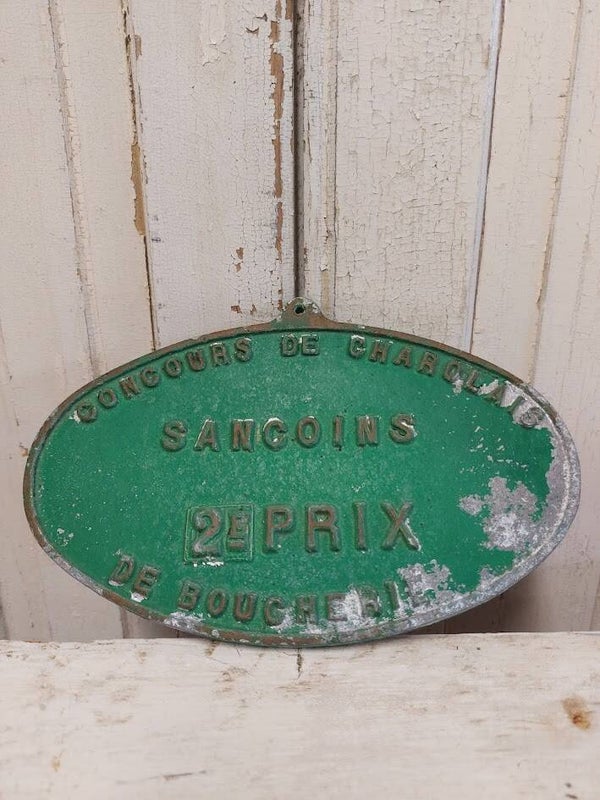 CONCOURS DE CHAROLAIS
SANCOINS
2E PRIX
DE BOUCHERIE